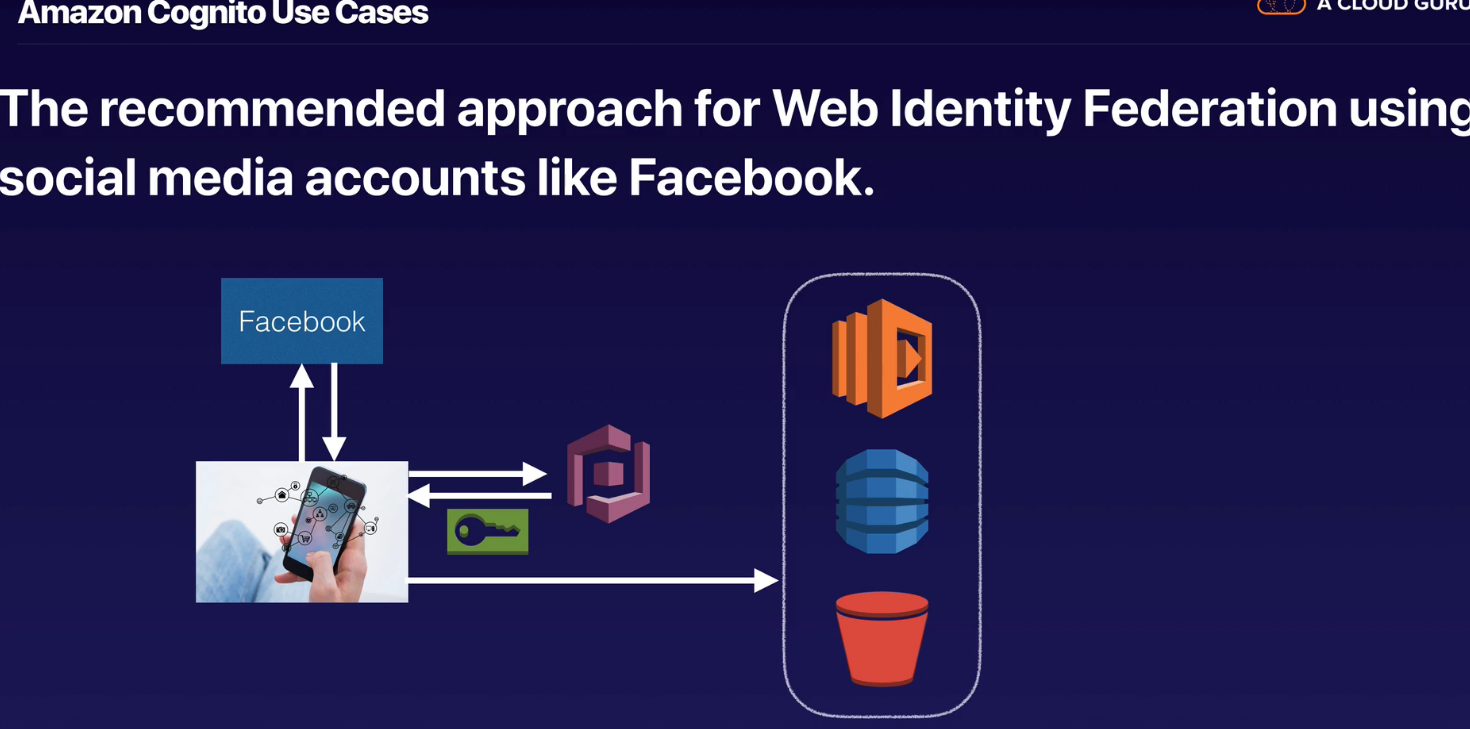 Amazon Cognito Use Cases
A CLOUD GURU
The recommended approach for Web Identity Federation using
social media accounts like Facebook.
Facebook